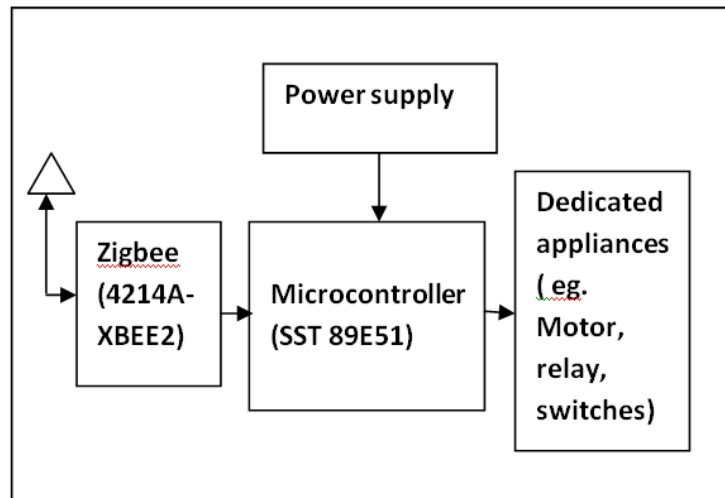 Power supply
Zigbee
(4214A-
XBEE2)
Microcontroller
(SST 89E51)
Dedicated
appliances
( eg.
Motor,
relay,
switches)